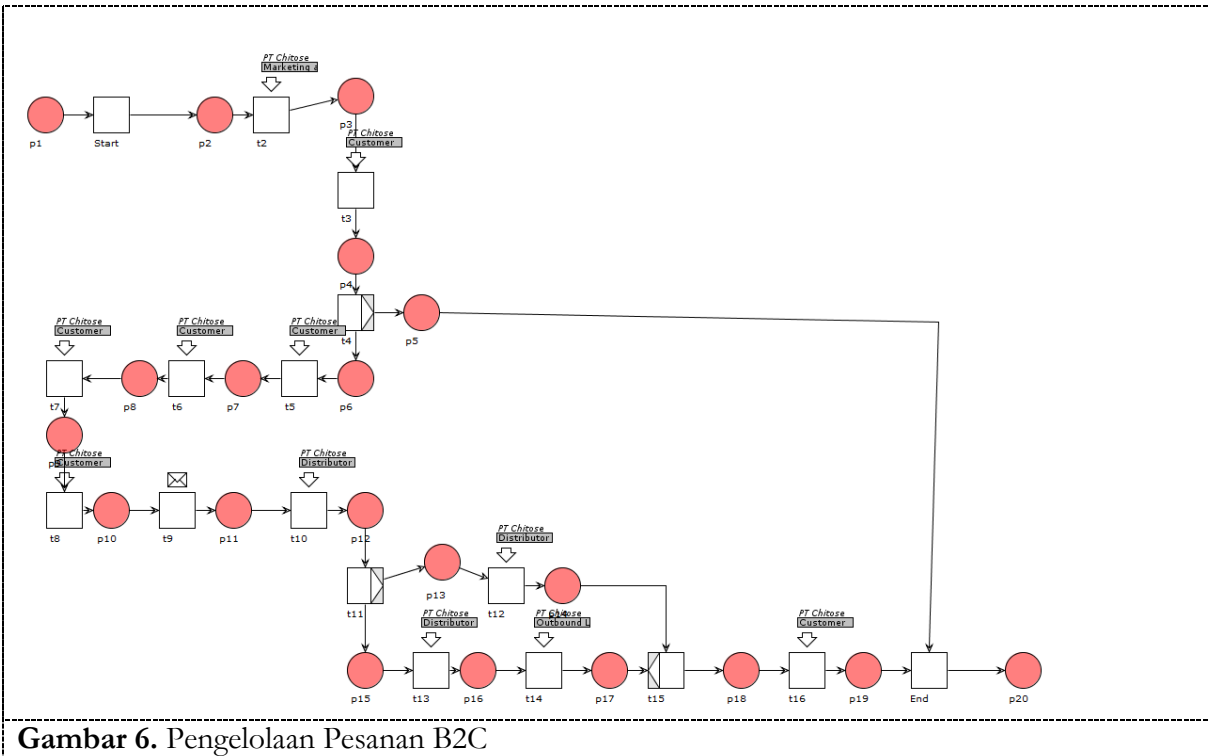 PT Chitose
Marketing a
p1
Start
p2
t2
p3
PT Chitose
Customer
t3
p4
t4
p5
PT Chitose
Customer
PT Chitose
Customer
PT Chitose
Customer
t7
p8
t6
p7
t5
p6
PT Chitose
Customer
t8
p10
t9
p11
PT Chitose
Distributor
t10
p12
t11
p13
PT Chitose
Distributor
t12
PT Chitose
Distributor
PT Chitose
Outbound L
PT Chitose
Customer
p15
t13
p16
t14
p17
t15
p18
t16
p19
End
p20
Gambar 6. Pengelolaan Pesanan B2C